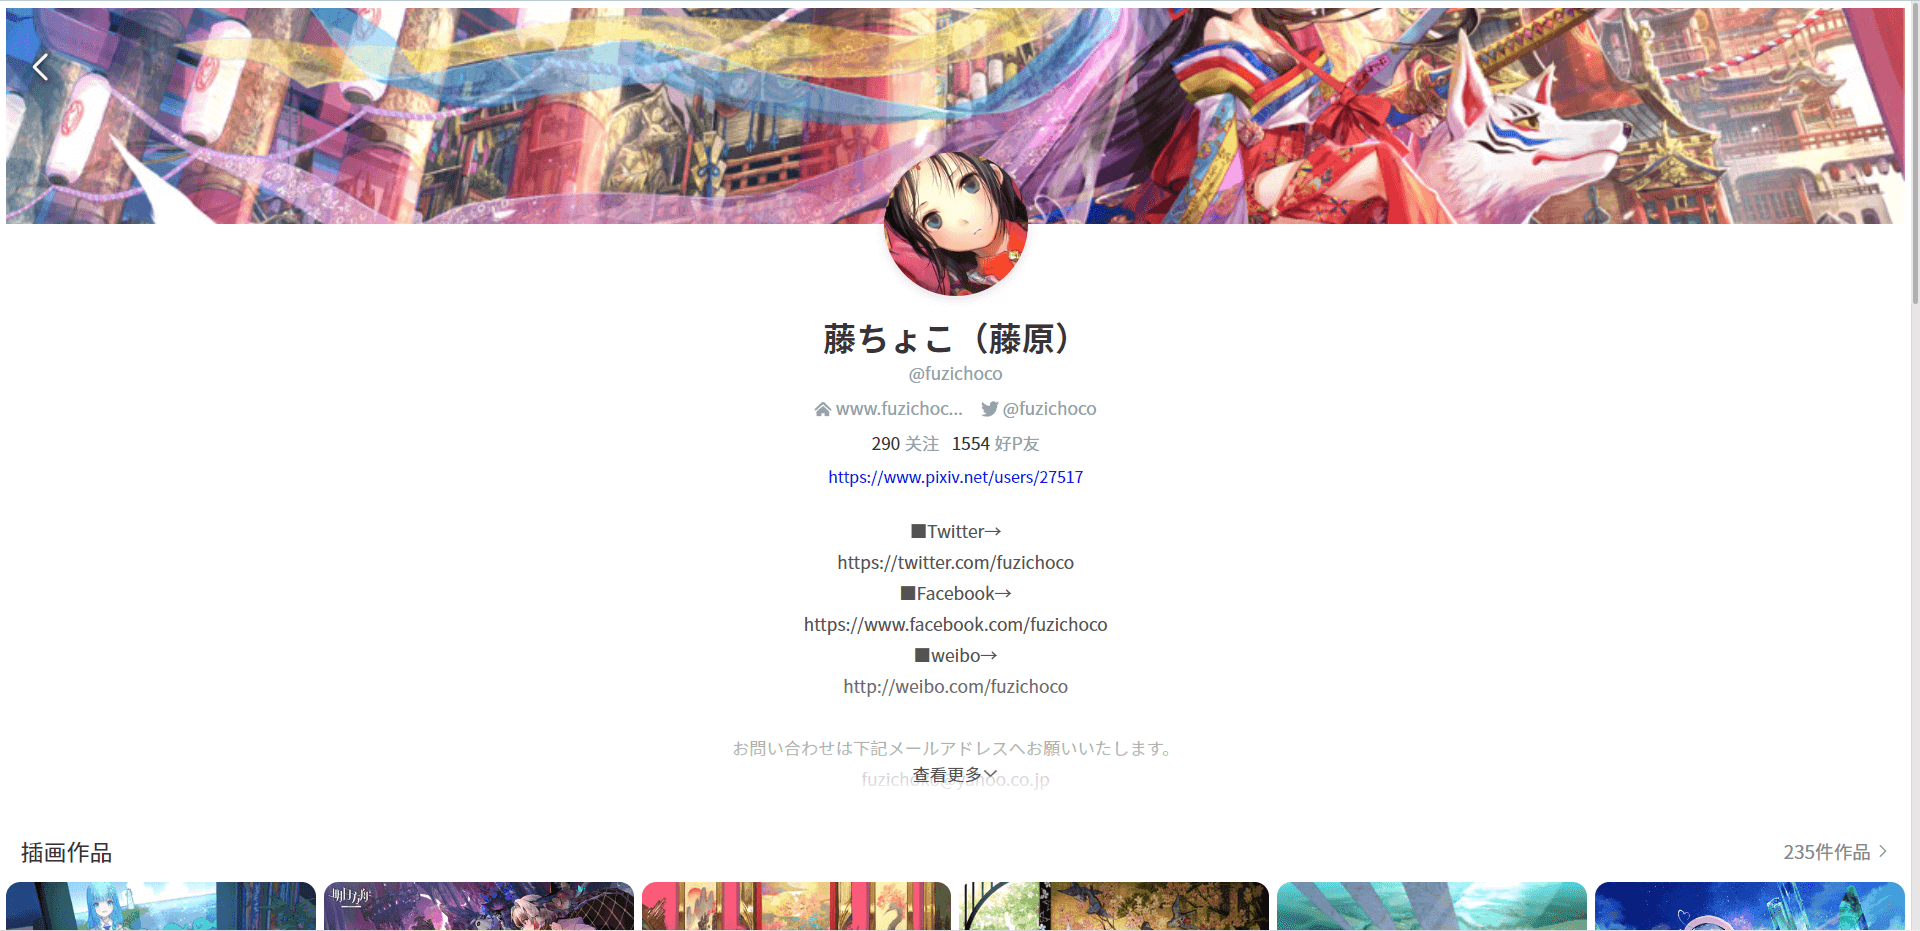 藤ちょこ（藤原）
@fuzichoco
www.fuzichoc... @fuzichoco
290 关注 1554 好P友
https://www.pixiv.net/users/27517
■Twitter→
https://twitter.com/fuzichoco
■Facebook→
https://www.facebook.com/fuzichoco
■weibo→
http://weibo.com/fuzichoco
お問い合わせは下記メールアドレスへお願いいたします。
查看更多
插画作品
235件作品
明日方舟